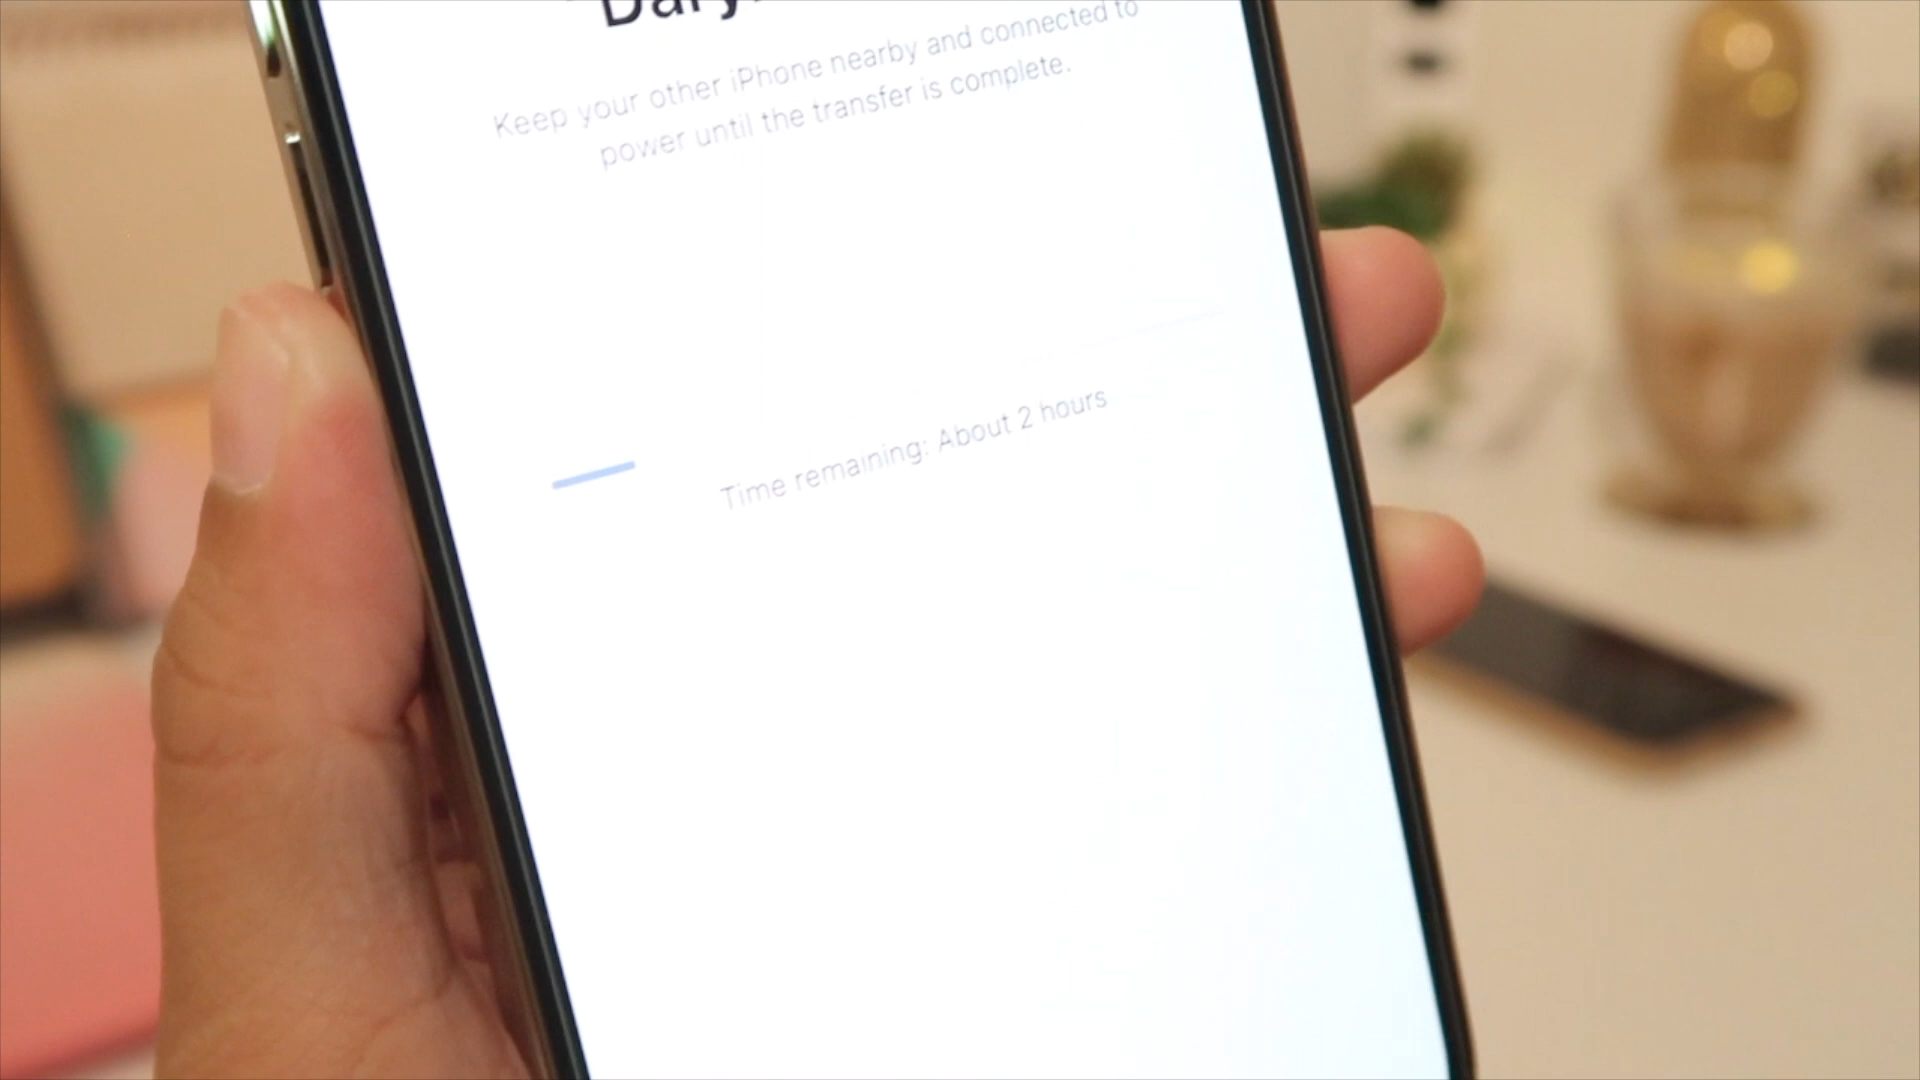 Keep your other iPhone nearby and connected to
power until the transfer is complete.
Time remaining: About 2 hours